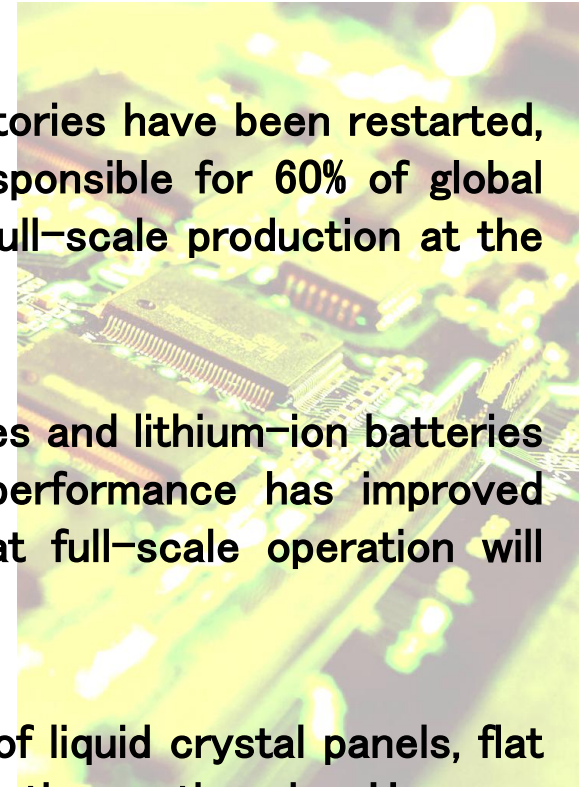 tories have been restarted,
sponsible for 60% of global
ull-scale production at the
es and lithium-ion batteries
performance has improved
at full-scale operation will
of liquid crystal panels, flat